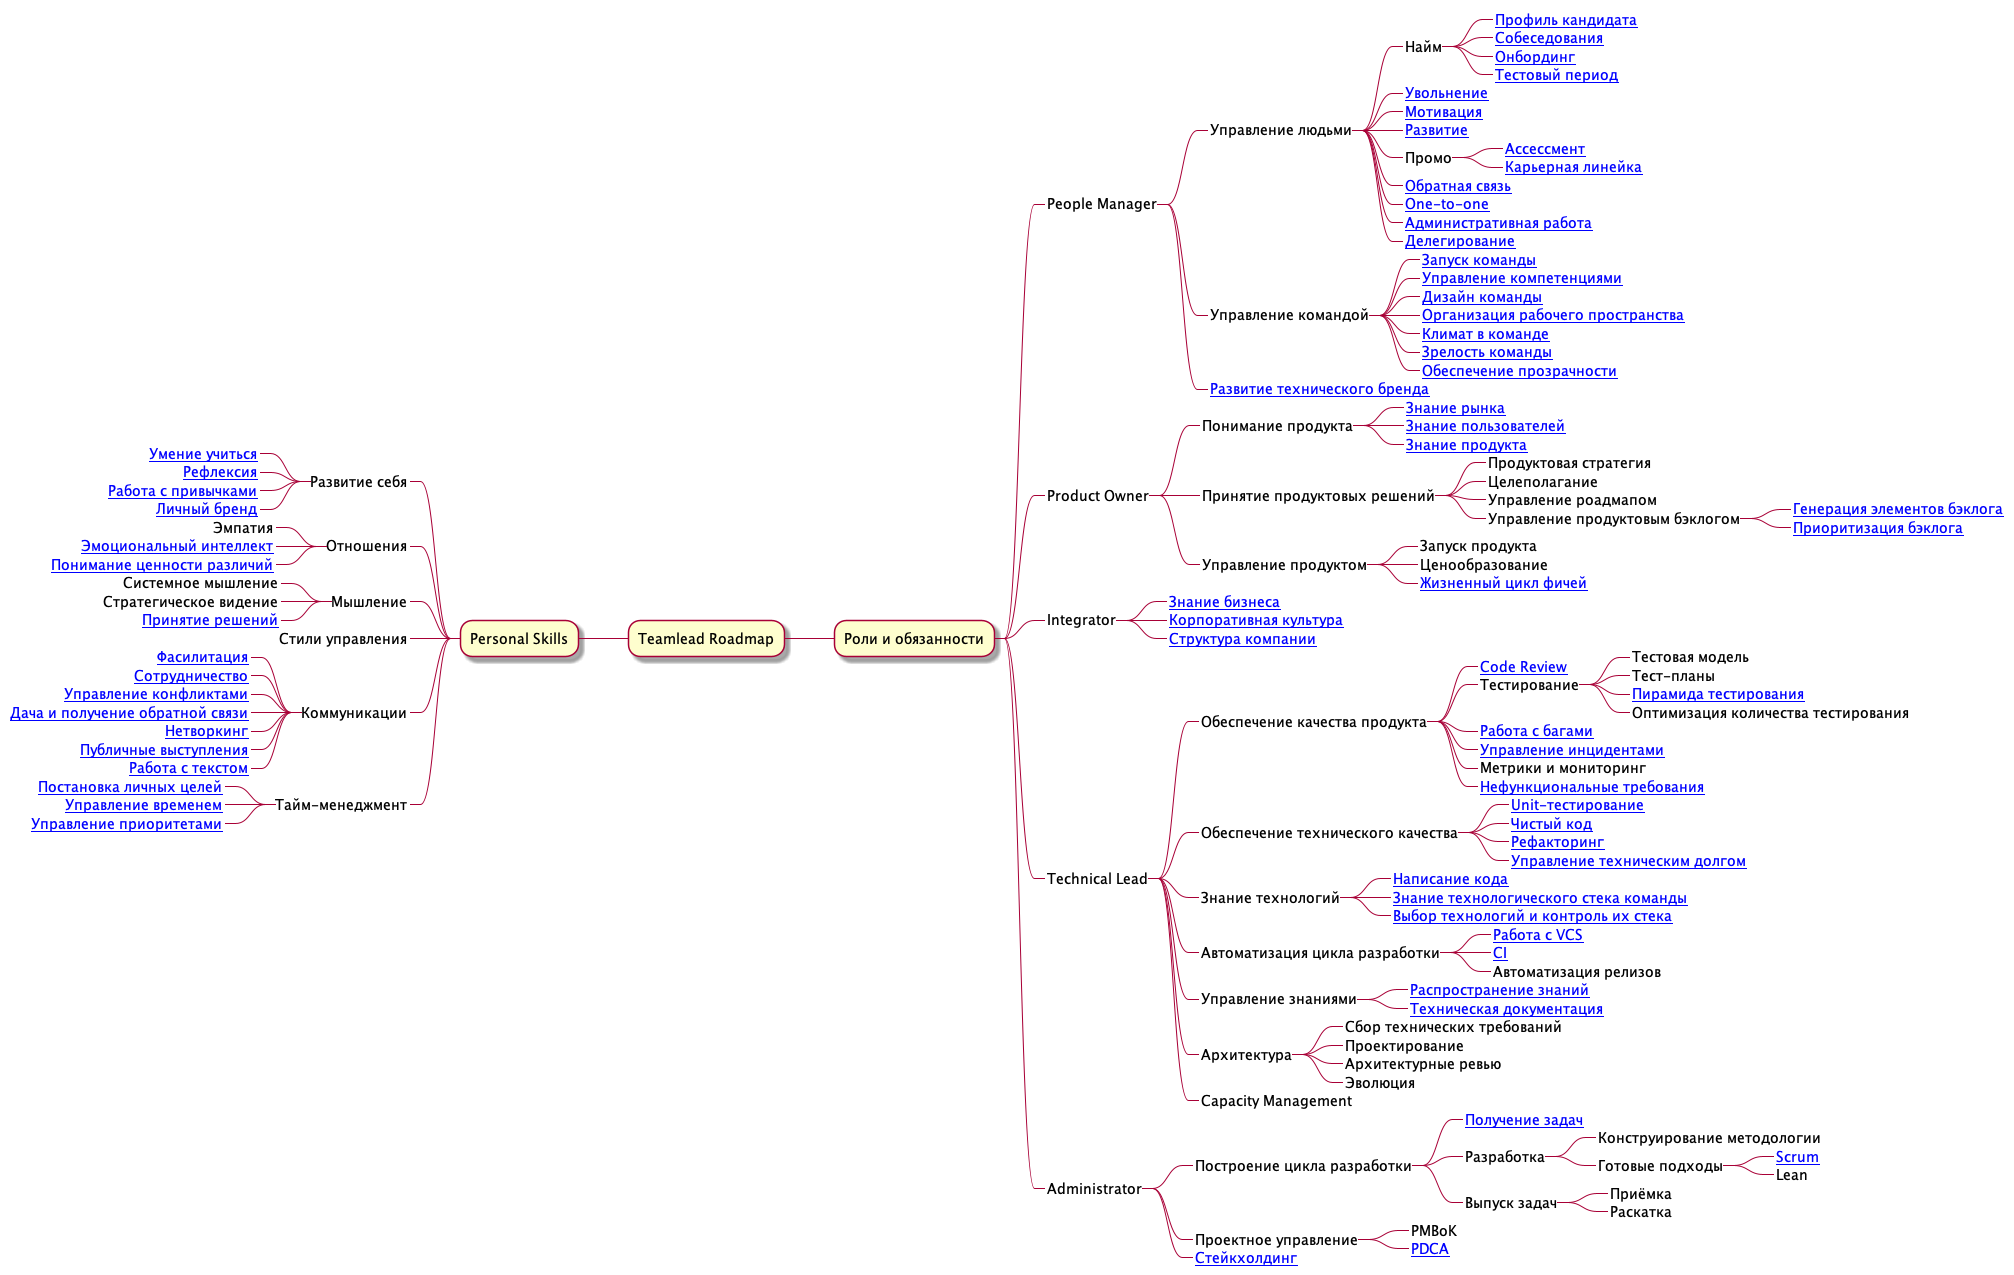 Teamlead Roadmap
Роли и обязанности
People Manager
Управление людьми
Найм
Профиль кандидата
Собеседования
Онбординг
Тестовый период
Увольнение
Мотивация
Развитие
Промо
Ассессмент
Карьерная линейка
Обратная связь
One-to-one
Административная работа
Делегирование
Управление командой
Запуск команды
Управление компетенциями
Дизайн команды
Организация рабочего пространства
Климат в команде
Зрелость команды
Обеспечение прозрачности
Развитие технического бренда
Product Owner
Понимание продукта
Знание рынка
Знание пользователей
Знание продукта
Принятие продуктовых решений
Продуктовая стратегия
Целеполагание
Управление роадмапом
Управление продуктовым бэклогом
Генерация элементов бэклога
Приоритизация бэклога
Управление продуктом
Запуск продукта
Ценообразование
Жизненный цикл фичей
Integrator
Знание бизнеса
Корпоративная культура
Структура компании
Technical Lead
Обеспечение качества продукта
Code Review
Тестирование
Тестовая модель
Тест-планы
Пирамида тестирования
Оптимизация количества тестирования
Работа с багами
Управление инцидентами
Метрики и мониторинг
Нефункциональные требования
Обеспечение технического качества
Unit-тестирование
Чистый код
Рефакторинг
Управление техническим долгом
Знание технологий
Написание кода
Знание технологического стека команды
Выбор технологий и контроль их стека
Автоматизация цикла разработки
Работа с VCS
CI
Автоматизация релизов
Управление знаниями
Распространение знаний
Техническая документация
Архитектура
Сбор технических требований
Проектирование
Архитектурные ревью
Эволюция
Capacity Management
Administrator
Построение цикла разработки
Получение задач
Разработка
Конструирование методологии
Готовые подходы
Scrum
Lean
Выпуск задач
Приёмка
Раскатка
Проектное управление
PMBoK
PDCA
Стейкхолдинг
Personal Skills
Развитие себя
Умение учиться
Рефлексия
Работа с привычками
Личный бренд
Отношения
Эмпатия
Эмоциональный интеллект
Понимание ценности различий
Мышление
Системное мышление
Стратегическое видение
Принятие решений
Стили управления
Коммуникации
Фасилитация
Сотрудничество
Управление конфликтами
Дача и получение обратной связи
Нетворкинг
Публичные выступления
Работа с текстом
Тайм-менеджмент
Постановка личных целей
Управление временем
Управление приоритетами